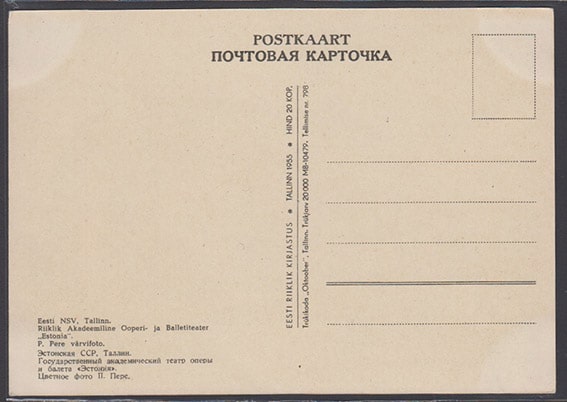 POSTKAART
ПОЧТОВАЯ КАРТОЧКА
EESTI RIIKLIK KIRJASTUS * TALLINN 1955 * HIND 20 KOP.
Trükikoda „Oktoober", Tallinn. Trükiarv 20 000 MB-10479. Tellimise nr. 798
Eesti NSV, Tallinn.
Riiklik Akadeemiline Ooperi- ja Balletiteater
„Estonia".
P. Pere värvifoto.
Эстонская ССР, Таллин.
Государственный академический театр оперы
и балета «Эстония».
Цветное фото П. Пере.